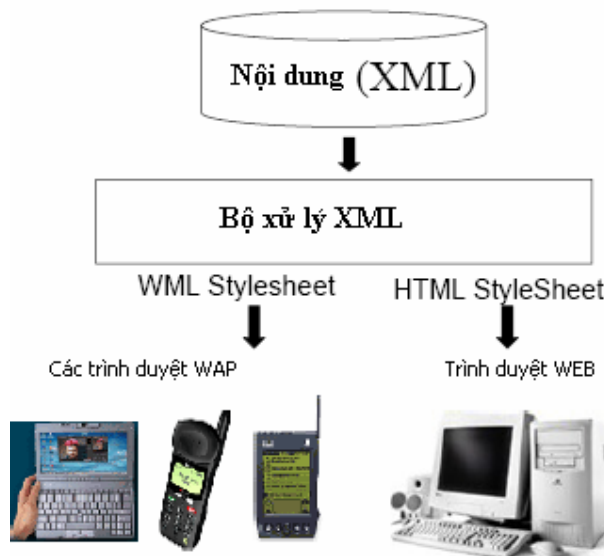 Nội dung (XML)
Bộ xử lý XML
WML Stylesheet HTML StyleSheet
Các trình duyệt WAP Trình duyệt WEB